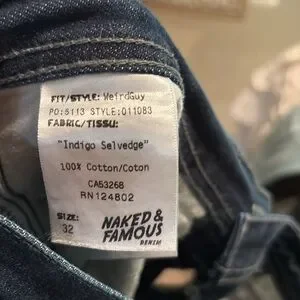 FIT/STYLE: WeirdGuy
PO:5113 STYLE:011083
FABRIC/TISSU:
"Indigo Selvedge"
100% Cotton/Coton
CA53268
RN124802
SIZE:
32
NAKED &
FAMOUS
DENIM